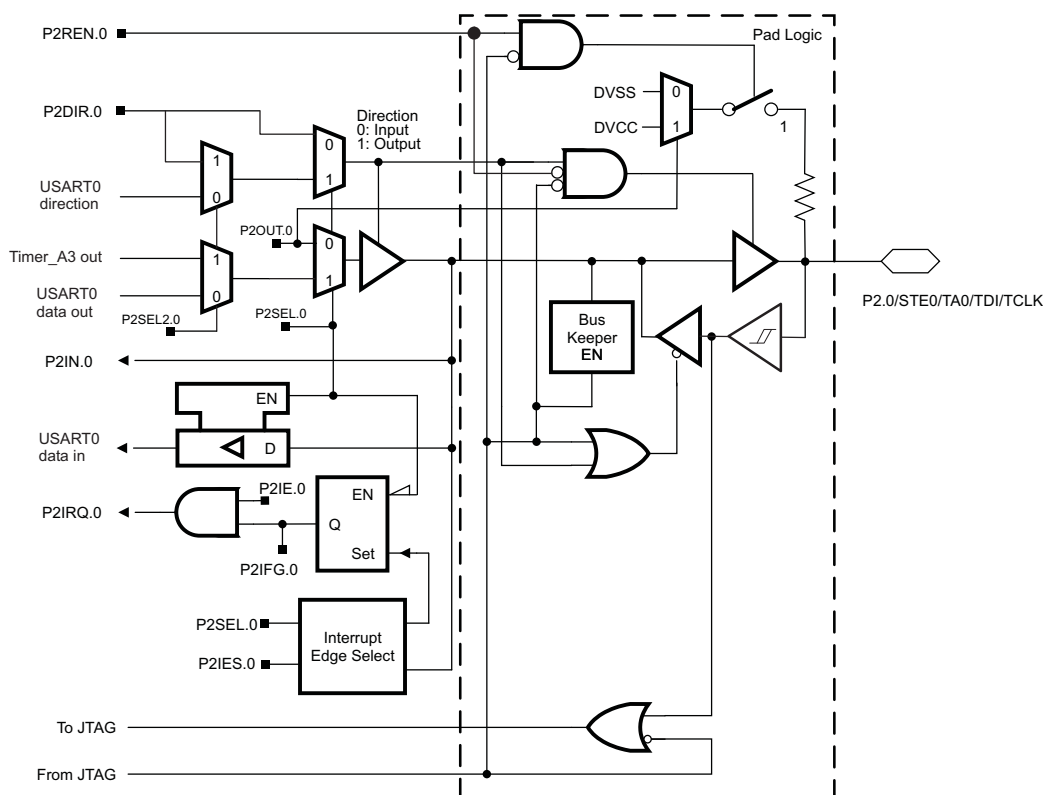 P2REN.0
Pad Logic
DVSS
0
P2DIR.0
Direction
0: Input
1: Output
DVCC
1
1
0
1
1
USART0
direction
0
P2OUT.0
0
Timer_A3 out
1
1
USART0
data out
0
P2SEL.0
P2SEL2.0
P2.0/STE0/TA0/TDI/TCLK
Bus
Keeper
EN
P2IN.0
EN
USART0
data in
D
P2IE.0
EN
P2IRQ.0
Q
Set
P2IFG.0
P2SEL.0
Interrupt
Edge Select
P2IES.0
To JTAG
From JTAG